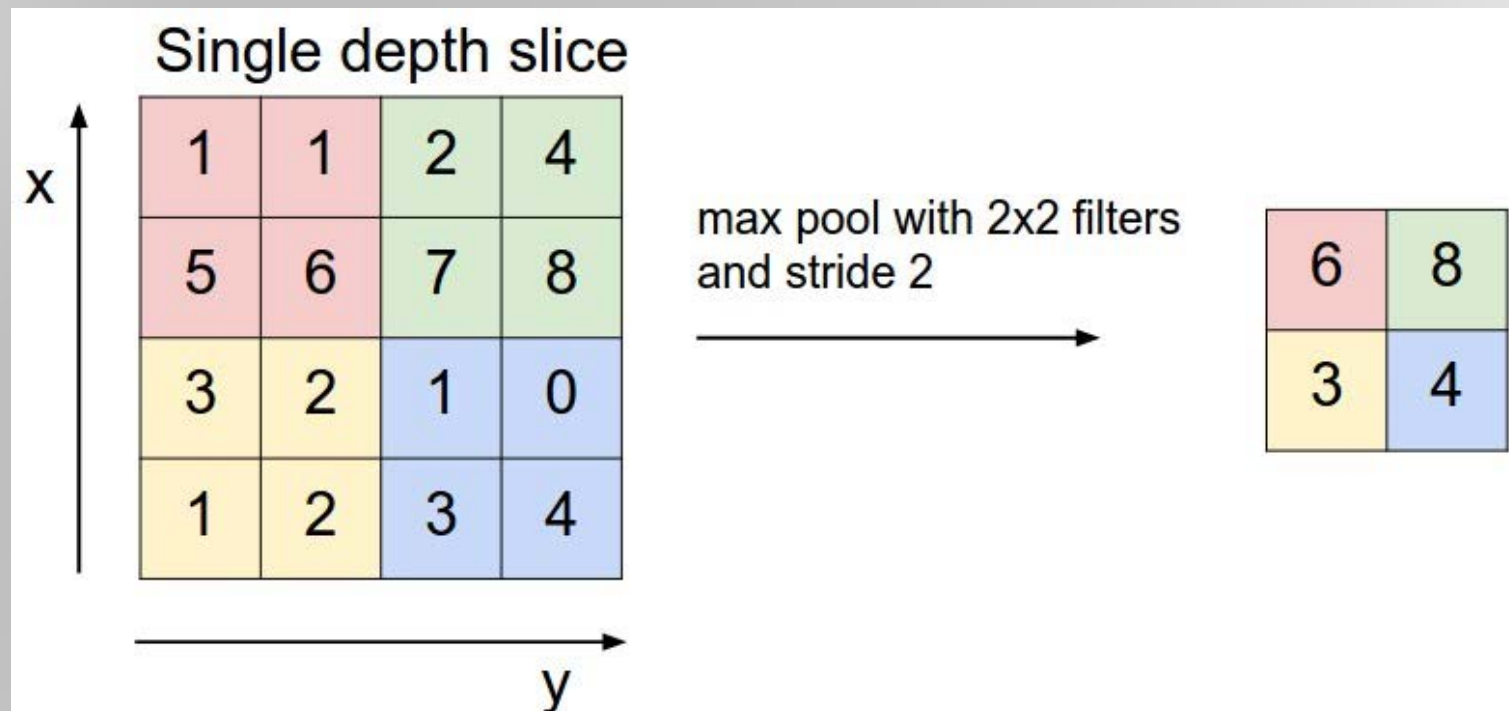 Single depth slice
x
1 1 2 4
5 6 7 8
3 2 1 0
1 2 3 4
y
max pool with 2x2 filters
and stride 2
6 8
3 4